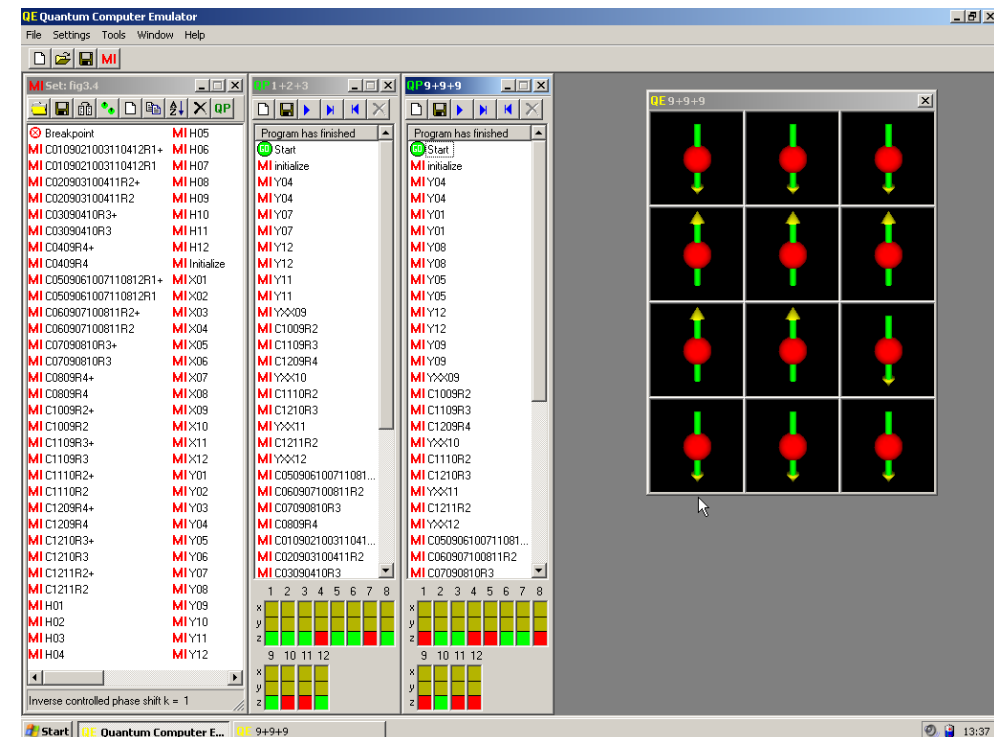 QE Quantum Computer Emulator
File Settings Tools Window Help
MI
MI Set: fig3.4
QP
Breakpoint
MI C0109021003110412R1+
MI C0109021003110412R1
MI C020903100411R2+
MI C020903100411R2
MI C03090410R3+
MI C03090410R3
MI C0409R4+
MI C0409R4
MI C0509061007110812R1+
MI C0509061007110812R1
MI C060907100811R2+
MI C060907100811R2
MI C07090810R3+
MI C07090810R3
MI C0809R4+
MI C0809R4
MI C1009R2+
MI C1009R2
MI C1109R3+
MI C1109R3
MI C1110R2+
MI C1110R2
MI C1209R4+
MI C1209R4
MI C1210R3+
MI C1210R3
MI C1211R2+
MI C1211R2
MI H01
MI H02
MI H03
MI H04
MI H05
MI H06
MI H07
MI H08
MI H09
MI H10
MI H11
MI H12
MI Initialize
MI X01
MI X02
MI X03
MI X04
MI X05
MI X06
MI X07
MI X08
MI X09
MI X10
MI X11
MI X12
MI Y01
MI Y02
MI Y03
MI Y04
MI Y05
MI Y06
MI Y07
MI Y08
MI Y09
MI Y10
MI Y11
MI Y12
Inverse controlled phase shift k = 1
QP 1+2+3
Program has finished
GO Start
MI initialize
MI Y04
MI Y04
MI Y07
MI Y07
MI Y12
MI Y12
MI Y11
MI Y11
MI YXX09
MI C1009R2
MI C1109R3
MI C1209R4
MI YXX10
MI C1110R2
MI C1210R3
MI YXX11
MI C1211R2
MI YXX12
MI C050906100711081...
MI C060907100811R2
MI C07090810R3
MI C0809R4
MI C010902100311041...
MI C020903100411R2
MI C03090410R3
1 2 3 4 5 6 7 8
x
y
z
9 10 11 12
x
y
z
QP 9+9+9
Program has finished
GO Start
MI initialize
MI Y04
MI Y04
MI Y01
MI Y01
MI Y08
MI Y08
MI Y05
MI Y05
MI Y12
MI Y12
MI Y09
MI Y09
MI YXX09
MI C1009R2
MI C1109R3
MI C1209R4
MI YXX10
MI C1110R2
MI C1210R3
MI YXX11
MI C1211R2
MI YXX12
MI C050906100711081...
MI C060907100811R2
MI C07090810R3
1 2 3 4 5 6 7 8
x
y
z
9 10 11 12
x
y
z
QE 9+9+9
Start
QE Quantum Computer E...
QE 9+9+9
13:37